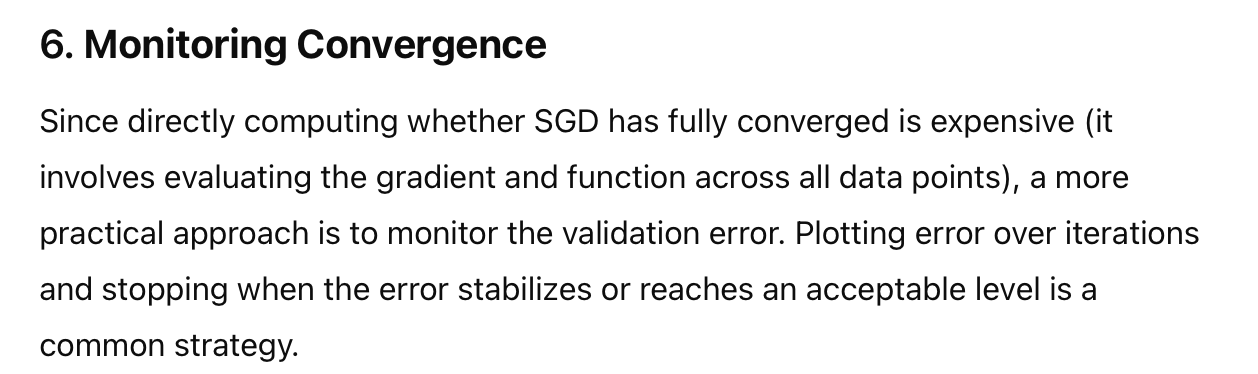 6. Monitoring Convergence
Since directly computing whether SGD has fully converged is expensive (it
involves evaluating the gradient and function across all data points), a more
practical approach is to monitor the validation error. Plotting error over iterations
and stopping when the error stabilizes or reaches an acceptable level is a
common strategy.